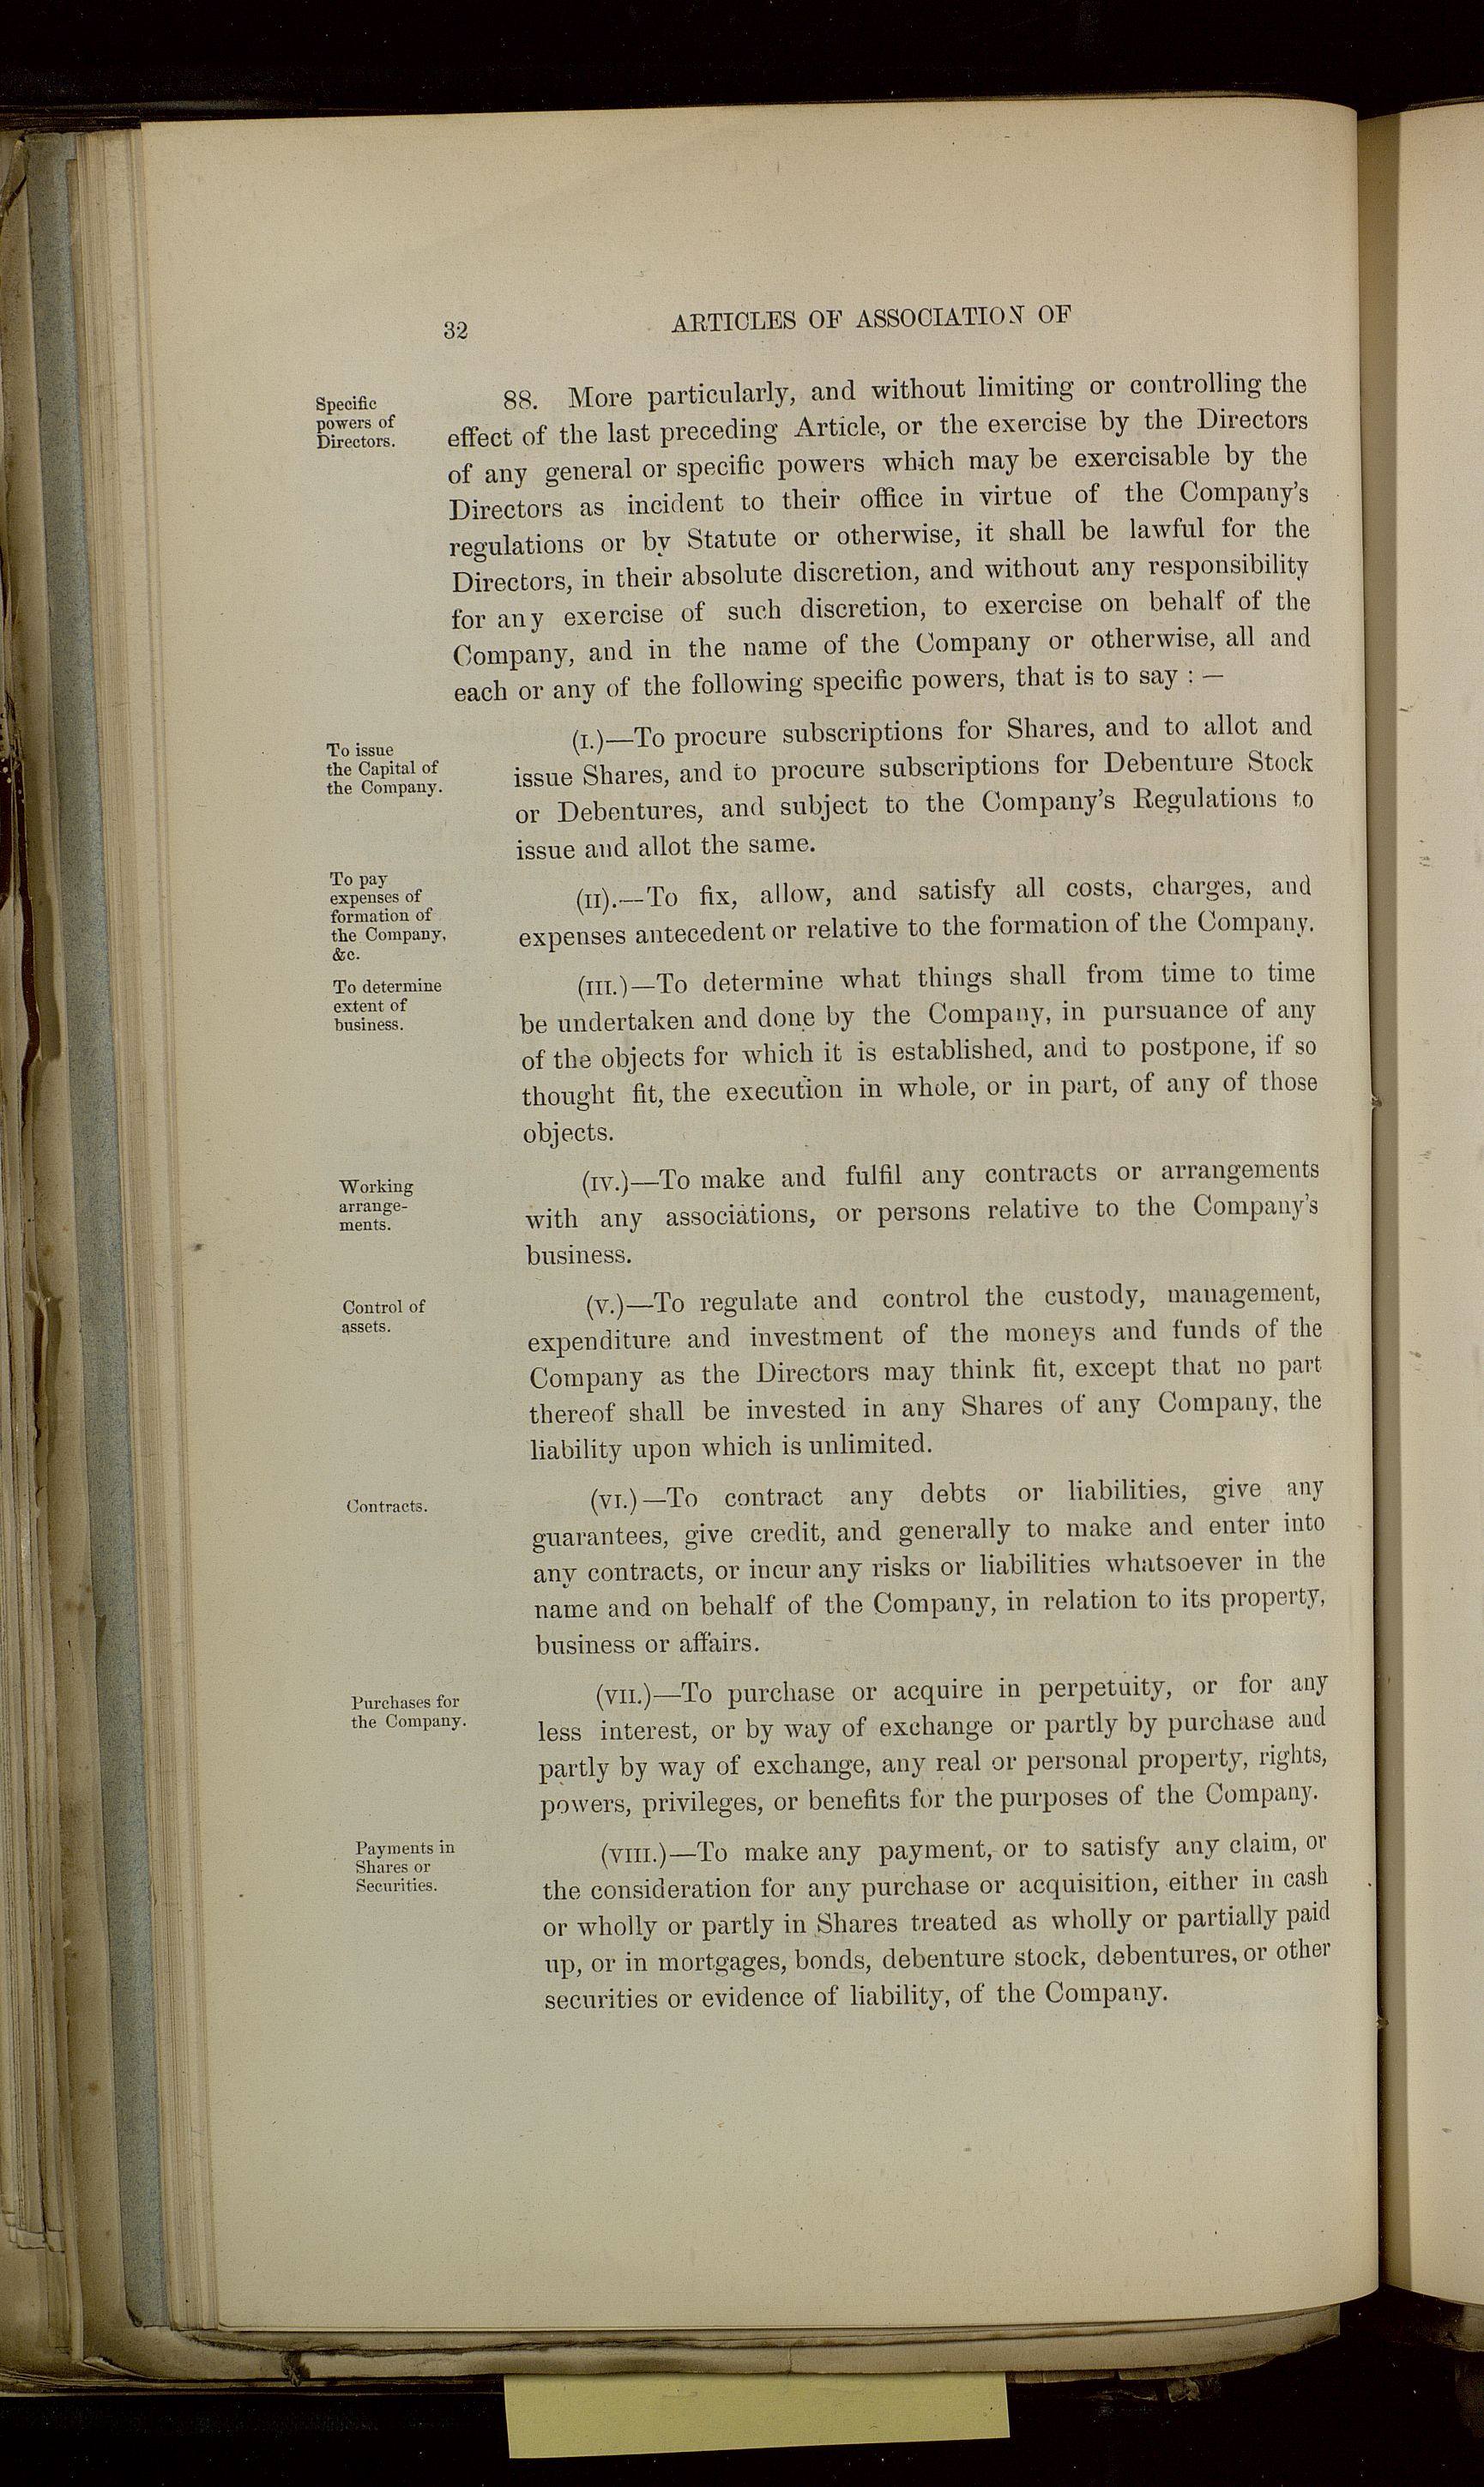 32
ARTICLES OF ASSOCIATION OF
Specific
powers of
Directors.
88. More particularly, and without limiting or controlling the
effect of the last preceding Article, or the exercise by the Directors
of any general or specific powers which may be exercisable by the
Directors as incident to their office in virtue of the Company's
regulations or by Statute or otherwise, it shall be lawful for the
Directors, in their absolute discretion, and without any responsibility
for any exercise of such discretion, to exercise on behalf of the
Company, and in the name of the Company or otherwise, all and
each or any of the following specific powers, that is to say : —
To issue
the Capital of
the Company.
(I.)—To procure subscriptions for Shares, and to allot and
issue Shares, and to procure subscriptions for Debenture Stock
or Debentures, and subject to the Company's Regulations to
issue and allot the same.
To pay
expenses of
formation of
the Company,
&c.
(II).—To fix, allow, and satisfy all costs, charges, and
expenses antecedent or relative to the formation of the Company.
To determine
extent of
business.
(III.)—To determine what things shall from time to time
be undertaken and done by the Company, in pursuance of any
of the objects for which it is established, and to postpone, if so
thought fit, the execution in whole, or in part, of any of those
objects.
Working
arrange-
ments.
(IV.)—To make and fulfil any contracts or arrangements
with any associations, or persons relative to the Company's
business.
Control of
assets.
(V.)—To regulate and control the custody, management,
expenditure and investment of the moneys and funds of the
Company as the Directors may think fit, except that no part
thereof shall be invested in any Shares of any Company, the
liability upon which is unlimited.
Contracts.
(VI.)—To contract any debts or liabilities, give any
guarantees, give credit, and generally to make and enter into
any contracts, or incur any risks or liabilities whatsoever in the
name and on behalf of the Company, in relation to its property,
business or affairs.
Purchases for
the Company.
(VII.)—To purchase or acquire in perpetuity, or for any
less interest, or by way of exchange or partly by purchase and
partly by way of exchange, any real or personal property, rights,
powers, privileges, or benefits for the purposes of the Company.
Payments in
Shares or
Securities.
(VIII.)—To make any payment, or to satisfy any claim, or
the consideration for any purchase or acquisition, either in cash
or wholly or partly in Shares treated as wholly or partially paid
up, or in mortgages, bonds, debenture stock, debentures, or other
securities or evidence of liability, of the Company.